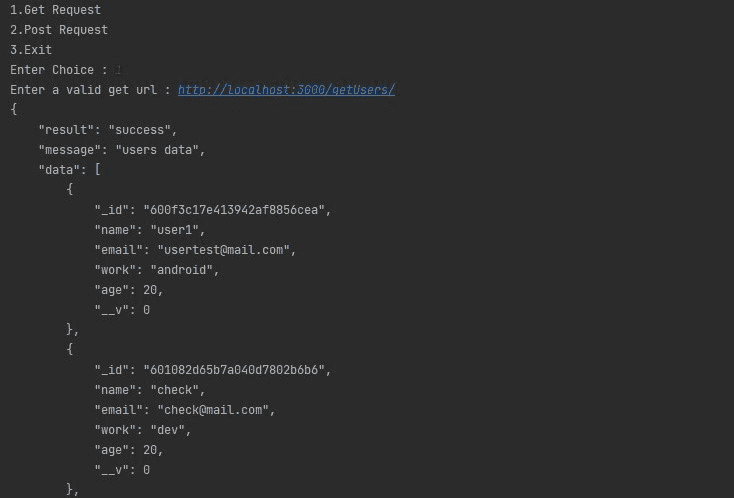 1.Get Request
2.Post Request
3.Exit
Enter Choice : 1
Enter a valid get url : http://localhost:3000/getUsers/
{
    "result": "success",
    "message": "users data",
    "data": [
        {
            "_id": "600f3c17e413942af8856cea",
            "name": "user1",
            "email": "usertest@mail.com",
            "work": "android",
            "age": 20,
            "__v": 0
        },
        {
            "_id": "601082d65b7a040d7802b6b6",
            "name": "check",
            "email": "check@mail.com",
            "work": "dev",
            "age": 20,
            "__v": 0
        },